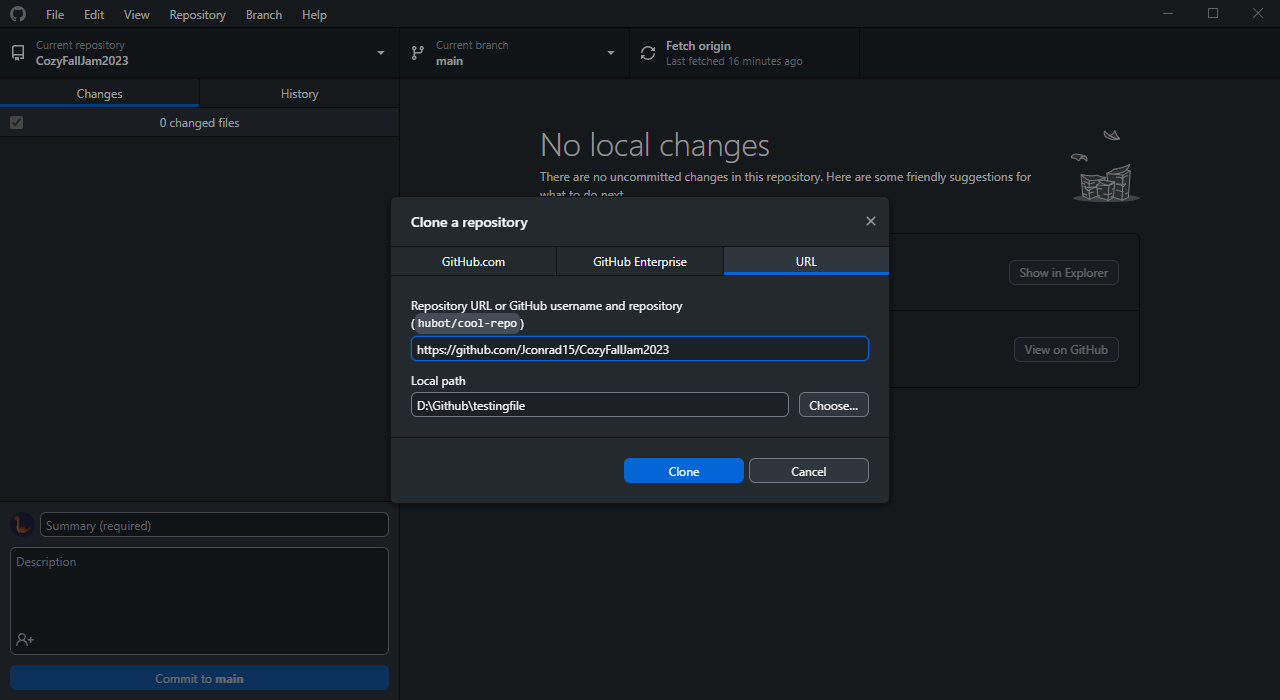 File Edit View Repository Branch Help
Current repository
CozyFallJam2023
Current branch
main
Fetch origin
Last fetched 16 minutes ago
Changes
History
0 changed files
No local changes
There are no uncommitted changes in this repository. Here are some friendly suggestions for
what to do next.
Clone a repository
GitHub.com
GitHub Enterprise
URL
Show in Explorer
Repository URL or GitHub username and repository
(hubot/cool-repo)
https://github.com/Jconrad15/CozyFallJam2023
View on GitHub
Local path
D:\Github\testingfile
Choose...
Clone
Cancel
Summary (required)
Description
Commit to main